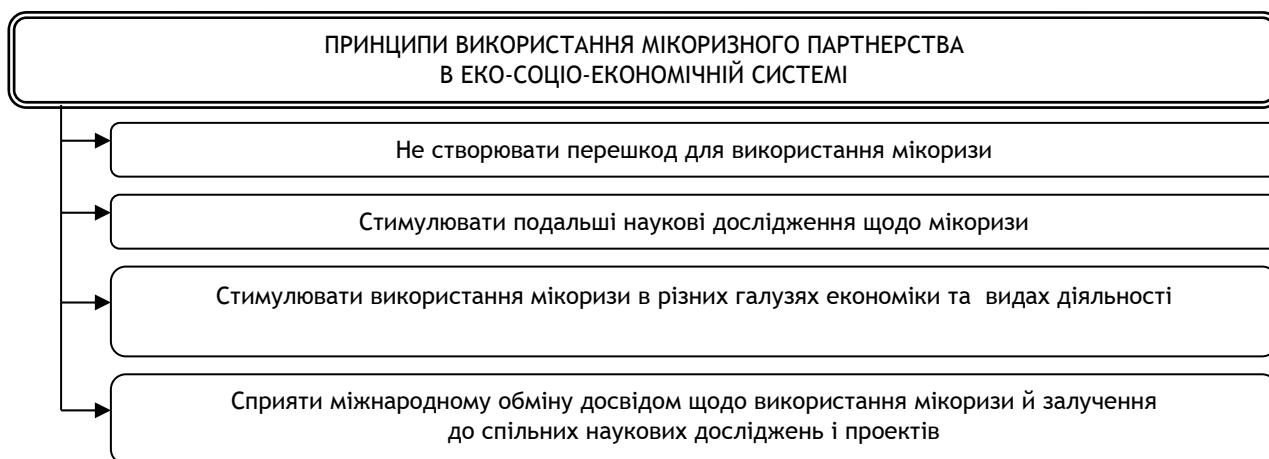 ПРИНЦИПИ ВИКОРИСТАННЯ МІКОРИЗНОГО ПАРТНЕРСТВА
В ЕКО-СОЦІО-ЕКОНОМІЧНІЙ СИСТЕМІ
Не створювати перешкод для використання мікоризи
Стимулювати подальші наукові дослідження щодо мікоризи
Стимулювати використання мікоризи в різних галузях економіки та видах діяльності
Сприяти міжнародному обміну досвідом щодо використання мікоризи й залучення
до спільних наукових досліджень і проектів